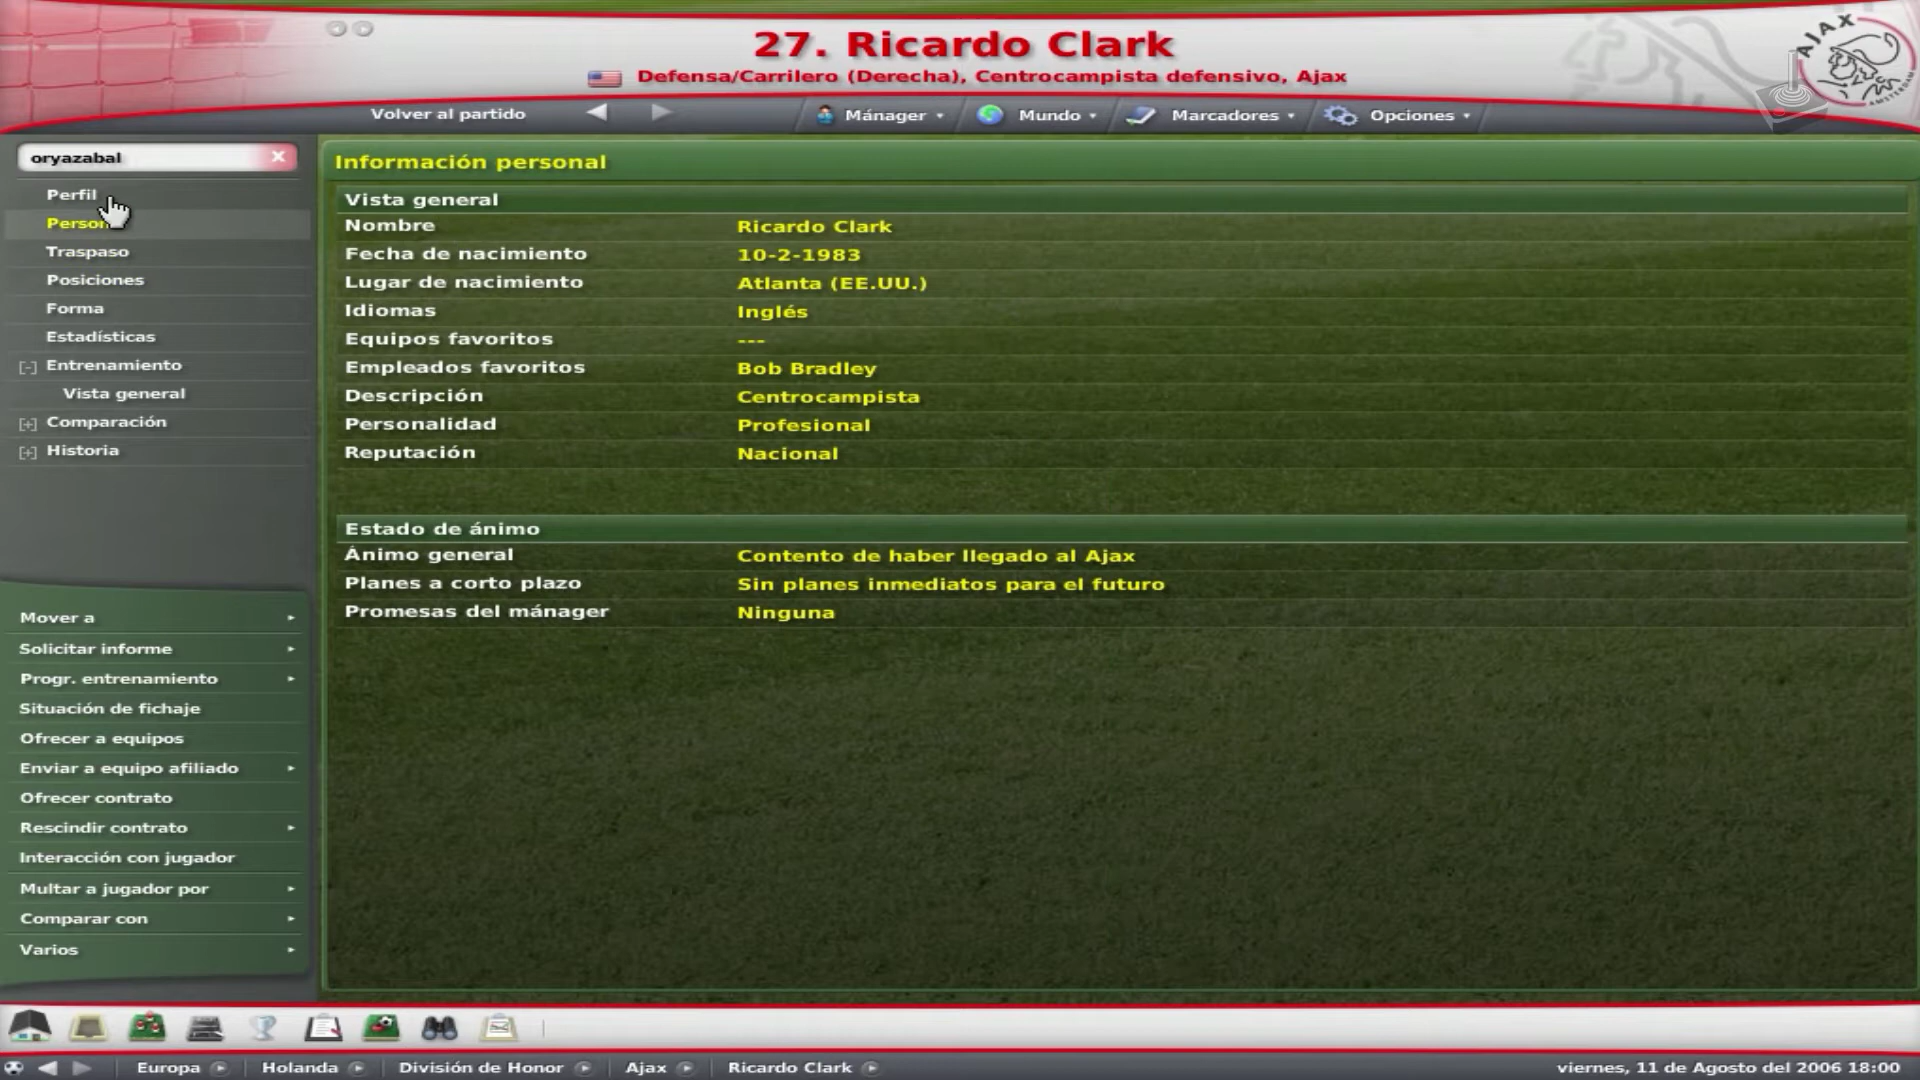 27. Ricardo Clark
Defensa/Carrilero (Derecha), Centrocampista defensivo, Ajax
AJAX
AMSTERDAM
Volver al partido
Mánager
Mundo
Marcadores
Opciones
oryazabal
Perfil
Person
Traspaso
Posiciones
Forma
Estadísticas
[-] Entrenamiento
Vista general
[+] Comparación
[+] Historia
Mover a
Solicitar informe
Progr. entrenamiento
Situación de fichaje
Ofrecer a equipos
Enviar a equipo afiliado
Ofrecer contrato
Rescindir contrato
Interacción con jugador
Multar a jugador por
Comparar con
Varios
Información personal
Vista general
Nombre Ricardo Clark
Fecha de nacimiento 10-2-1983
Lugar de nacimiento Atlanta (EE.UU.)
Idiomas Inglés
Equipos favoritos ---
Empleados favoritos Bob Bradley
Descripción Centrocampista
Personalidad Profesional
Reputación Nacional
Estado de ánimo
Ánimo general Contento de haber llegado al Ajax
Planes a corto plazo Sin planes inmediatos para el futuro
Promesas del mánager Ninguna
Europa Holanda División de Honor Ajax Ricardo Clark viernes, 11 de Agosto del 2006 18:00